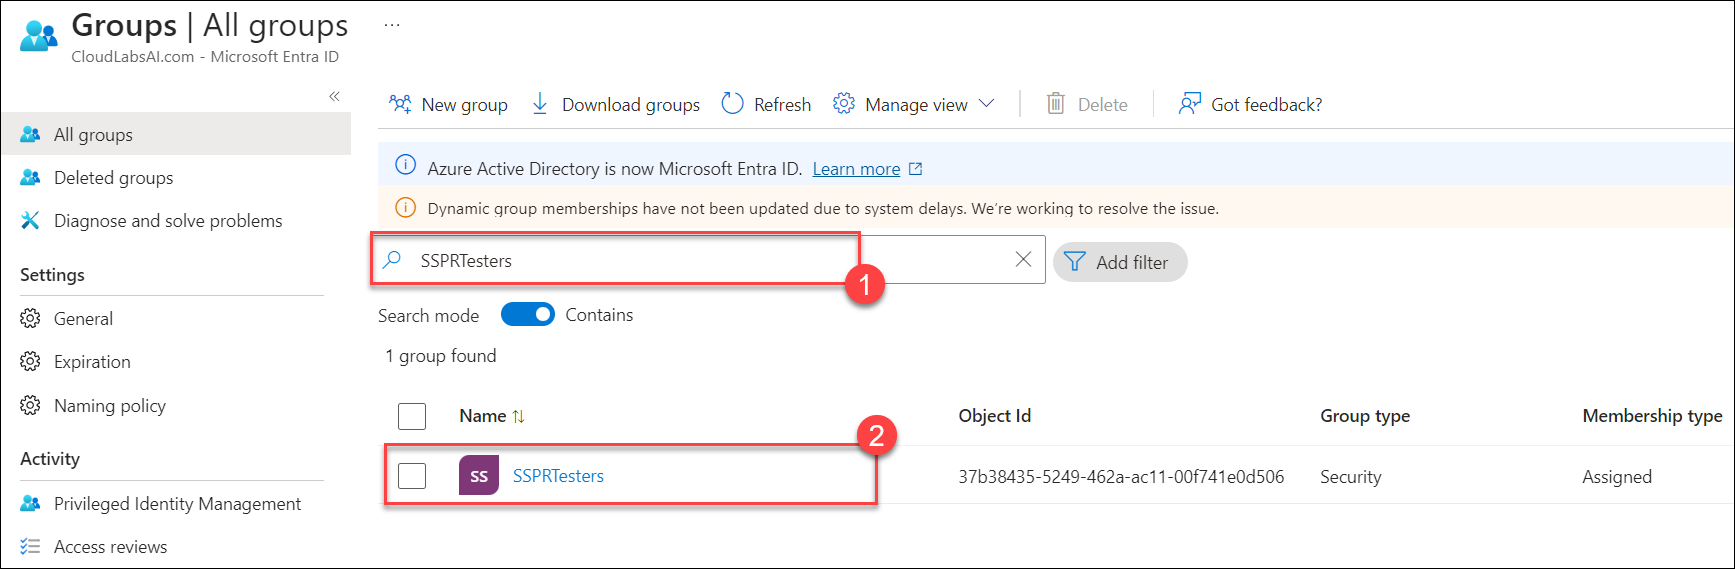 Groups | All groups ...
CloudLabsAI.com - Microsoft Entra ID
«
All groups
Deleted groups
Diagnose and solve problems
Settings
General
Expiration
Naming policy
Activity
Privileged Identity Management
Access reviews
New group Download groups Refresh Manage view Delete Got feedback?
Azure Active Directory is now Microsoft Entra ID. Learn more
Dynamic group memberships have not been updated due to system delays. We're working to resolve the issue.
SSPRTesters Add filter
1
Search mode Contains
1 group found
Name Object Id Group type Membership type
2
SS SSPRTesters 37b38435-5249-462a-ac11-00f741e0d506 Security Assigned